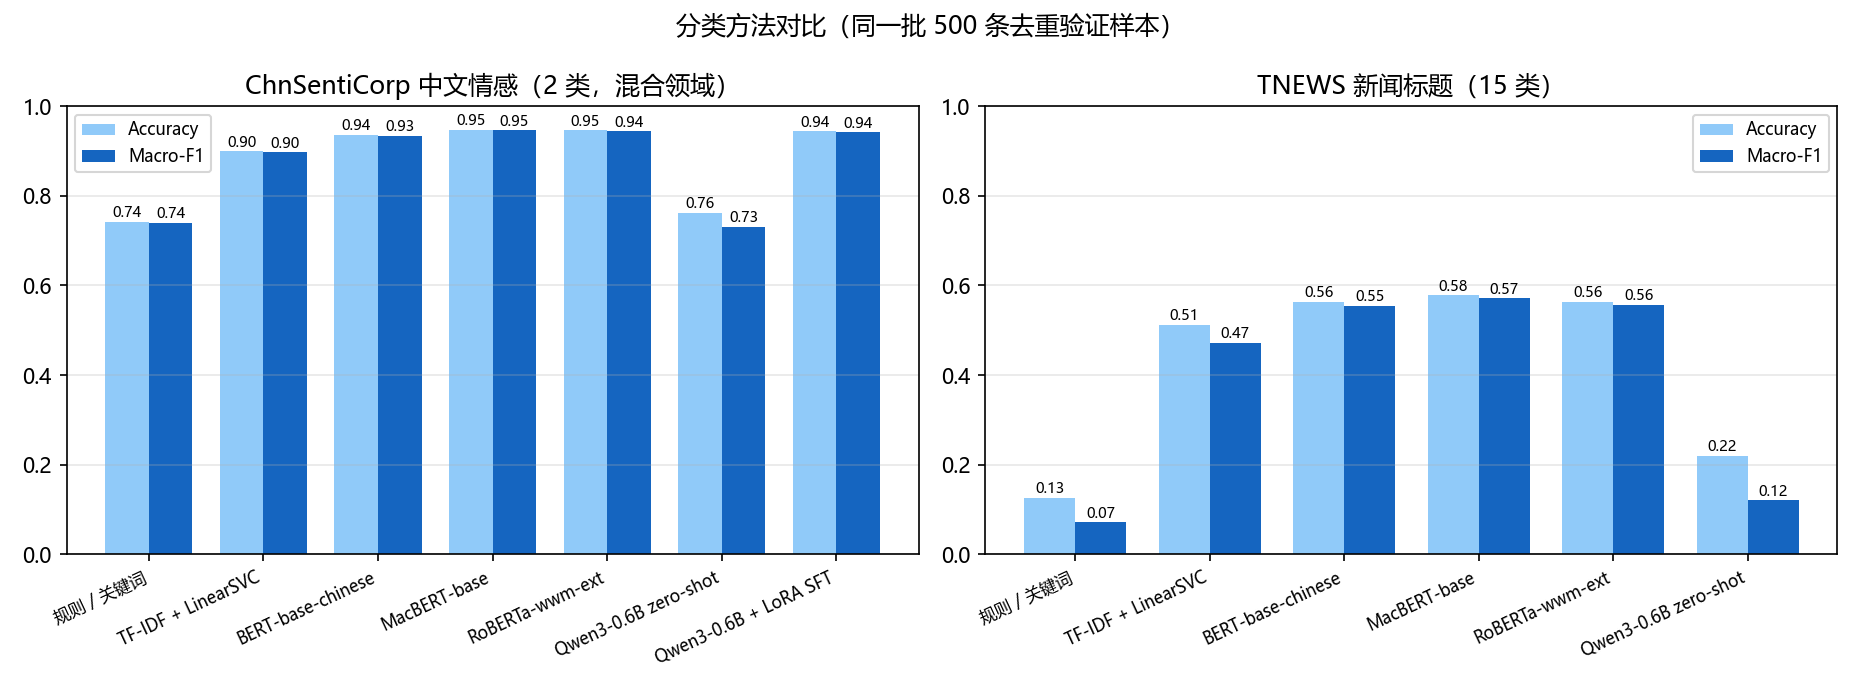 分类方法对比（同一批 500 条去重验证样本）
ChnSentiCorp 中文情感（2 类，混合领域）
1.0
0.8
0.6
0.4
0.2
0.0
Accuracy
Macro-F1
0.74 0.74
0.90 0.90
0.94 0.93
0.95 0.95
0.95 0.94
0.76 0.73
0.94 0.94
规则 / 关键词
TF-IDF + LinearSVC
BERT-base-chinese
MacBERT-base
RoBERTa-wwm-ext
Qwen3-0.6B zero-shot
Qwen3-0.6B + LoRA SFT
TNEWS 新闻标题（15 类）
1.0
0.8
0.6
0.4
0.2
0.0
Accuracy
Macro-F1
0.13 0.07
0.51 0.47
0.56 0.55
0.58 0.57
0.56 0.56
0.22 0.12
规则 / 关键词
TF-IDF + LinearSVC
BERT-base-chinese
MacBERT-base
RoBERTa-wwm-ext
Qwen3-0.6B zero-shot